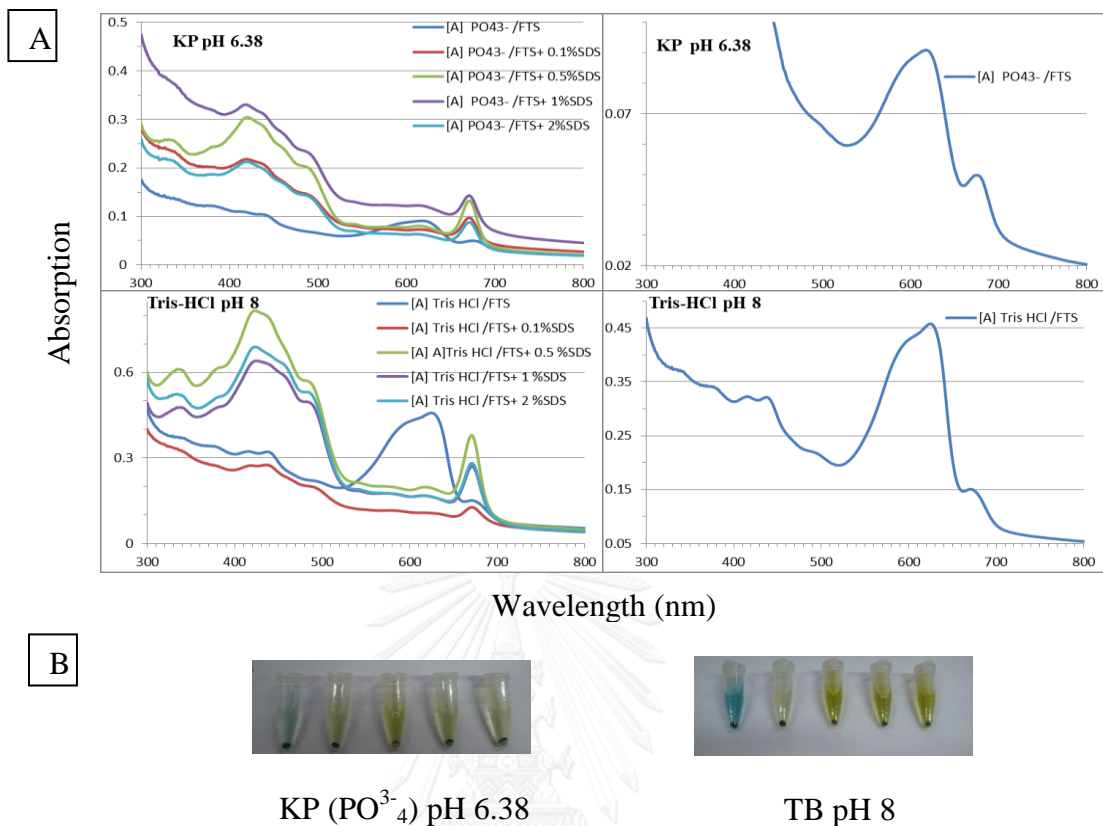 A
KP pH 6.38
[A] PO43- /FTS
[A] PO43- /FTS+ 0.1%SDS
[A] PO43- /FTS+ 0.5%SDS
[A] PO43- /FTS+ 1%SDS
[A] PO43- /FTS+ 2%SDS
0.5
0.4
0.3
0.2
0.1
0
300 400 500 600 700 800
KP pH 6.38
[A] PO43- /FTS
0.07
0.02
300 400 500 600 700 800
Absorption
Tris-HCl pH 8
[A] Tris HCl /FTS
[A] Tris HCl /FTS+ 0.1%SDS
[A] A]Tris HCl /FTS+ 0.5 %SDS
[A] Tris HCl /FTS+ 1 %SDS
[A] Tris HCl /FTS+ 2 %SDS
0.6
0.3
0
300 400 500 600 700 800
Tris-HCl pH 8
[A] Tris HCl /FTS
0.45
0.35
0.25
0.15
0.05
300 400 500 600 700 800
Wavelength (nm)
B
KP (PO³⁻₄) pH 6.38
TB pH 8